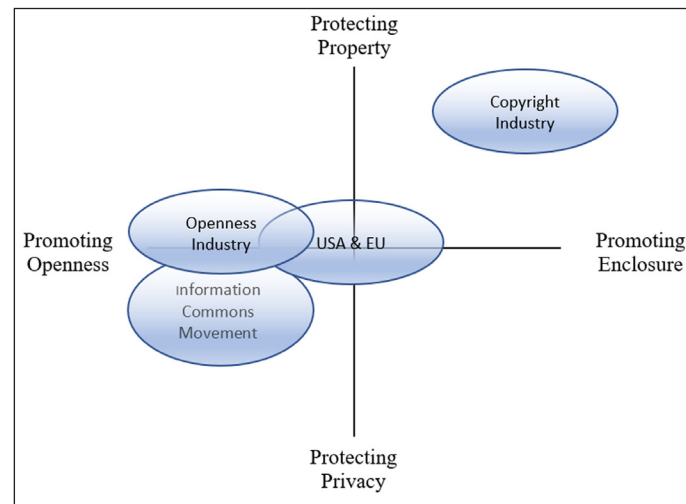 Protecting
Property
Copyright
Industry
Openness
Industry
Promoting
Openness
USA & EU
Promoting
Enclosure
Information
Commons
Movement
Protecting
Privacy